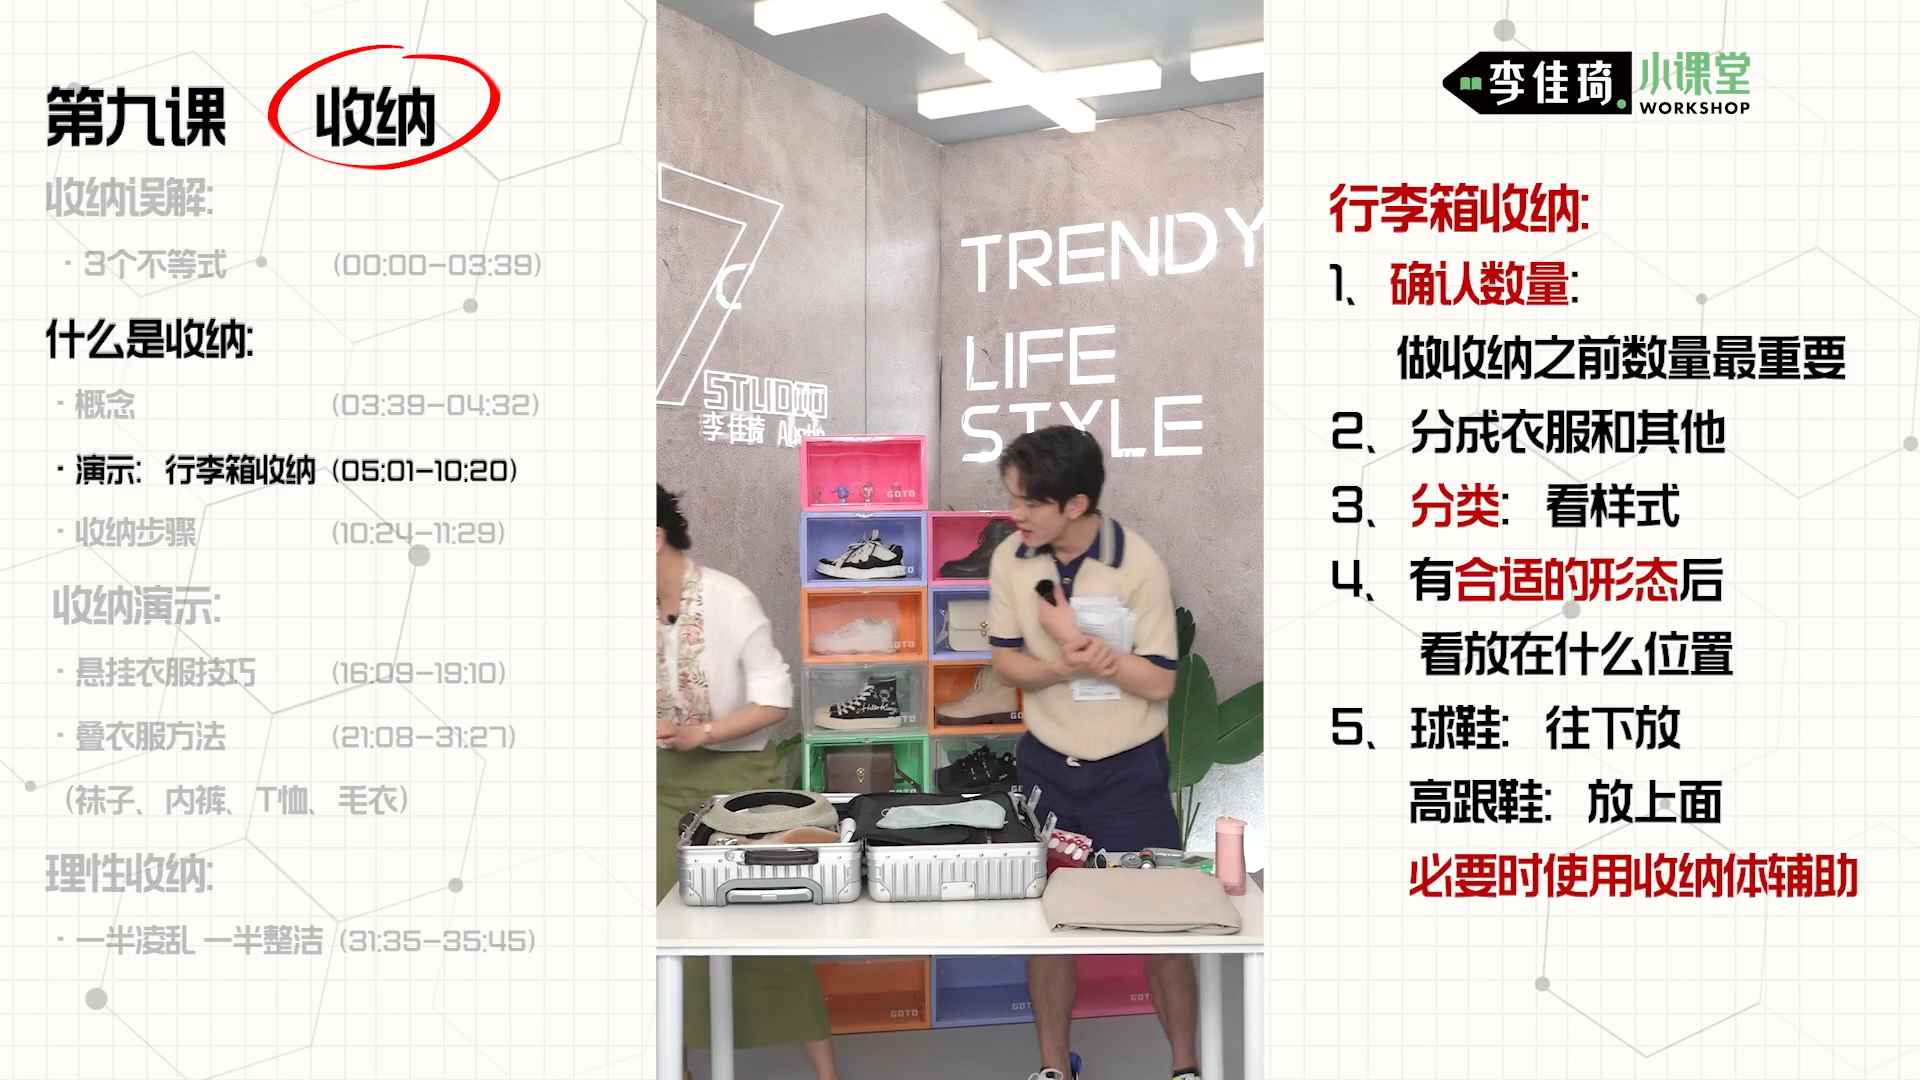 第九课 收纳
收纳误解:
· 3个不等式 (00:00-03:39)
什么是收纳:
· 概念 (03:39-04:32)
· 演示: 行李箱收纳 (05:01-10:20)
· 收纳步骤 (10:24-11:29)
收纳演示:
· 悬挂衣服技巧 (16:09-19:10)
· 叠衣服方法 (21:08-31:27)
(袜子、内裤、T恤、毛衣)
理性收纳:
· 一半凌乱 一半整洁 (31:35-35:45)
7
STUDIO
李佳琦
TRENDY
LIFE
STYLE
GOTO
GOTO
GOTO
GOTO
GOTO
Hello Kitty
李佳琦小课堂
WORKSHOP
行李箱收纳:
1、确认数量:
做收纳之前数量最重要
2、分成衣服和其他
3、分类: 看样式
4、有合适的形态后
看放在什么位置
5、球鞋: 往下放
高跟鞋: 放上面
必要时使用收纳体辅助